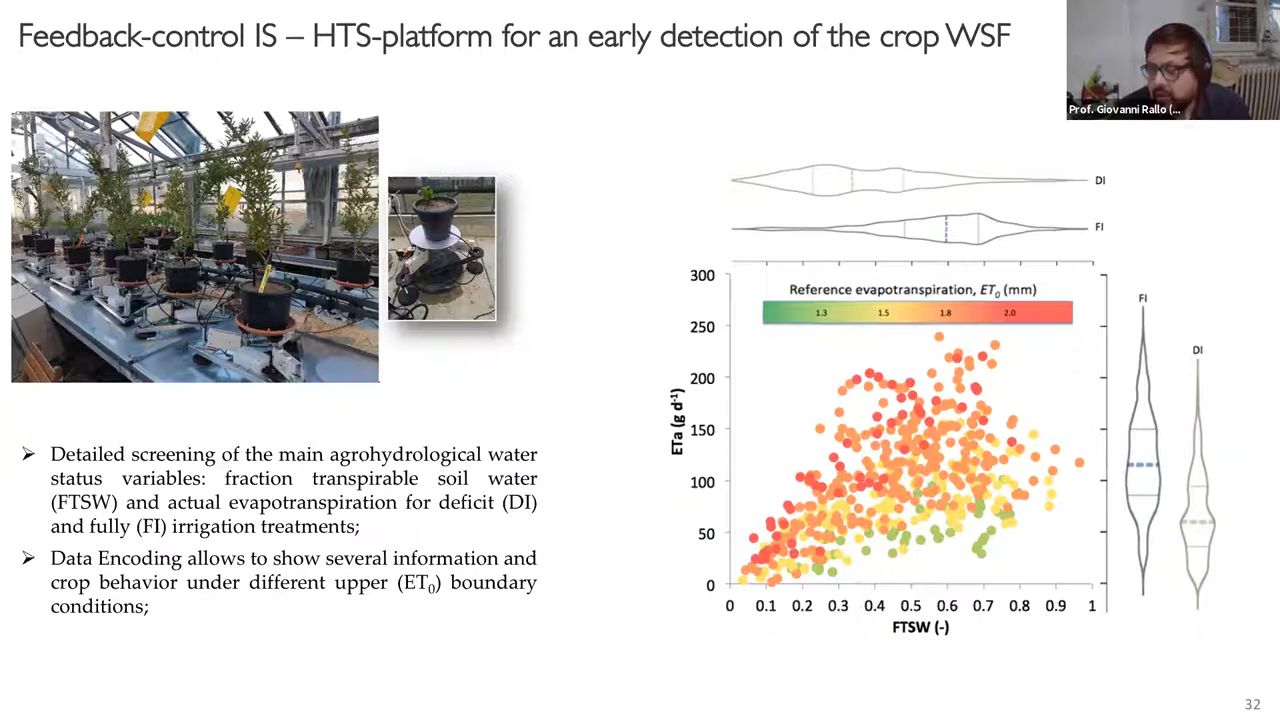 Feedback-control IS – HTS-platform for an early detection of the crop WSF
Prof. Giovanni Rallo (...
➢ Detailed screening of the main agrohydrological water
status variables: fraction transpirable soil water
(FTSW) and actual evapotranspiration for deficit (DI)
and fully (FI) irrigation treatments;
➢ Data Encoding allows to show several information and
crop behavior under different upper (ET₀) boundary
conditions;
DI
FI
Reference evapotranspiration, ET₀ (mm)
1.3 1.5 1.8 2.0
300
250
200
150
100
50
0
ETa (g d⁻¹)
0 0.1 0.2 0.3 0.4 0.5 0.6 0.7 0.8 0.9 1
FTSW (-)
FI
DI
32